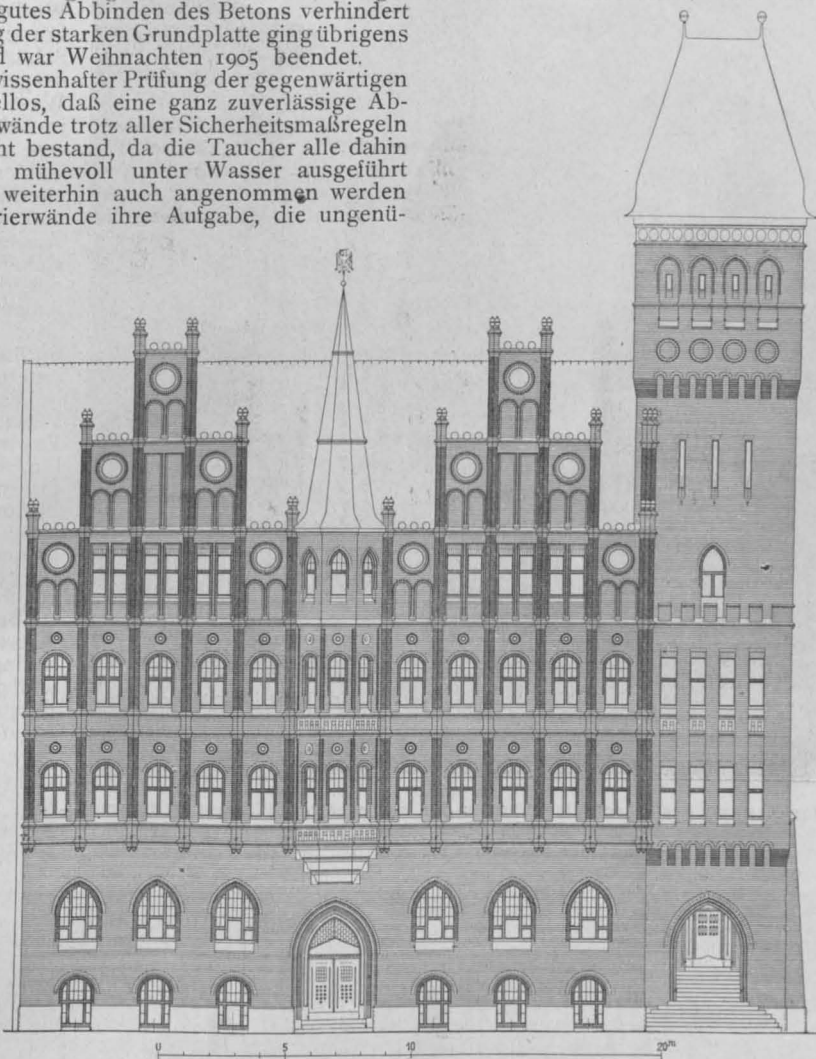 gutes Abbinden des Betons verhindert
der starken Grundplatte ging übrigens
war Weihnachten 1905 beendet.
wissenhafter Prüfung der gegenwärtigen
llos, daß eine ganz zuverlässige Ab-
wände trotz aller Sicherheitsmaßregeln
ht bestand, da die Taucher alle dahin
mühevoll unter Wasser ausgeführt
weiterhin auch angenommen werden
rierwände ihre Aufgabe, die ungenü-
0 5 10 20m